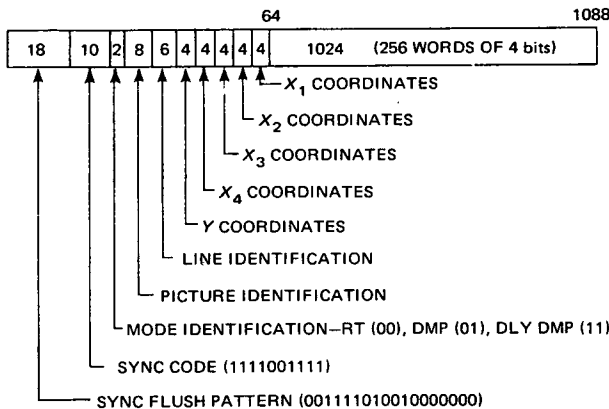 64 1088
18 10 2 8 6 4 4 4 4 4 1024 (256 WORDS OF 4 bits)
X1 COORDINATES
X2 COORDINATES
X3 COORDINATES
X4 COORDINATES
Y COORDINATES
LINE IDENTIFICATION
PICTURE IDENTIFICATION
MODE IDENTIFICATION–RT (00), DMP (01), DLY DMP (11)
SYNC CODE (1111001111)
SYNC FLUSH PATTERN (001111010010000000)